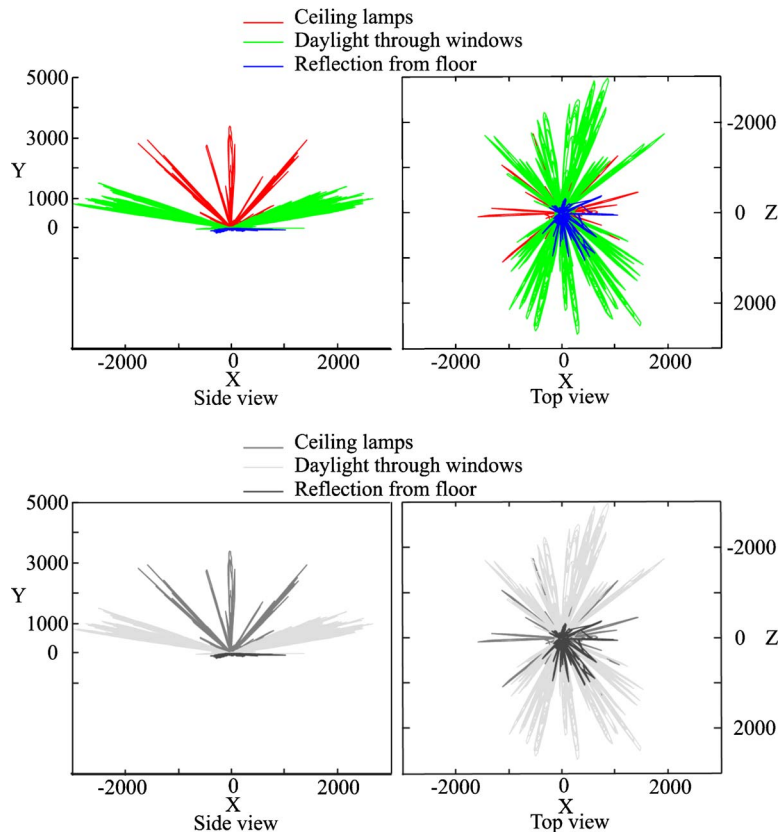 Ceiling lamps
Daylight through windows
Reflection from floor
5000
3000
Y
1000
0
-2000
0
2000
X
Side view
-2000
0
Z
2000
-2000
0
2000
X
Top view
Ceiling lamps
Daylight through windows
Reflection from floor
5000
3000
Y
1000
0
-2000
0
2000
X
Side view
-2000
0
Z
2000
-2000
0
2000
X
Top view